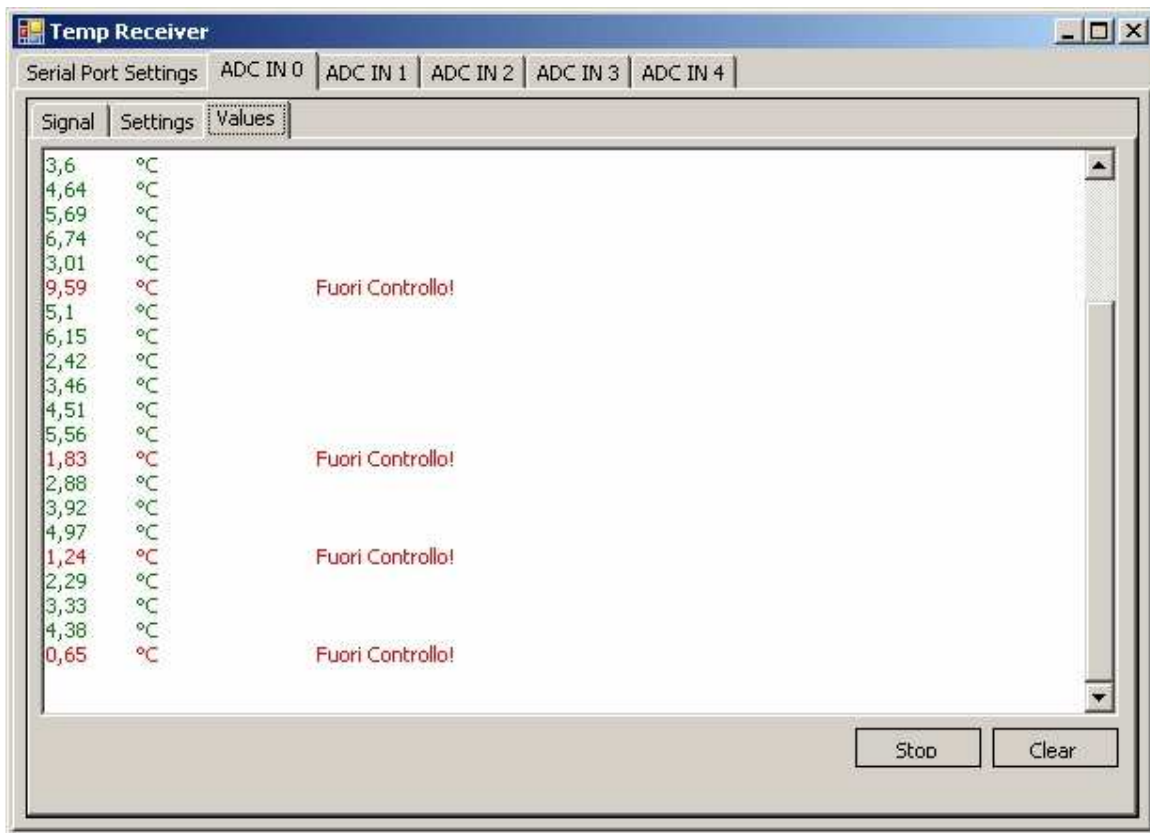 Temp Receiver
Serial Port Settings ADC IN 0 ADC IN 1 ADC IN 2 ADC IN 3 ADC IN 4
Signal Settings Values
3,6 °C
4,64 °C
5,69 °C
6,74 °C
3,01 °C
9,59 °C Fuori Controllo!
5,1 °C
6,15 °C
2,42 °C
3,46 °C
4,51 °C
5,56 °C
1,83 °C Fuori Controllo!
2,88 °C
3,92 °C
4,97 °C
1,24 °C Fuori Controllo!
2,29 °C
3,33 °C
4,38 °C
0,65 °C Fuori Controllo!
Stop Clear